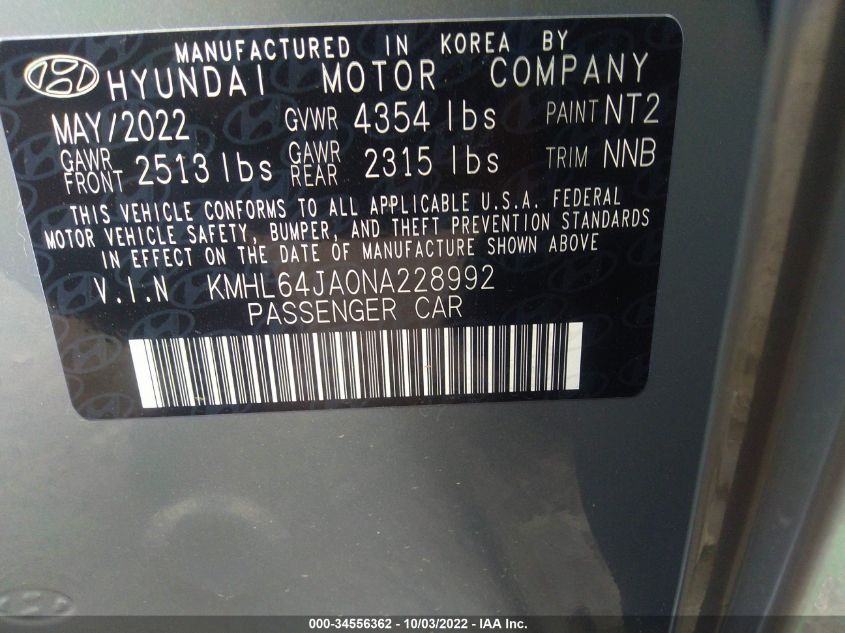 MANUFACTURED IN KOREA BY
HYUNDAI MOTOR COMPANY
MAY/2022 GVWR 4354 lbs PAINT NT2
GAWR FRONT 2513 lbs GAWR REAR 2315 lbs TRIM NNB
THIS VEHICLE CONFORMS TO ALL APPLICABLE U.S.A. FEDERAL
MOTOR VEHICLE SAFETY, BUMPER, AND THEFT PREVENTION STANDARDS
IN EFFECT ON THE DATE OF MANUFACTURE SHOWN ABOVE
V.I.N KMHL64JA0NA228992
PASSENGER CAR
000-34556362 - 10/03/2022 - IAA Inc.